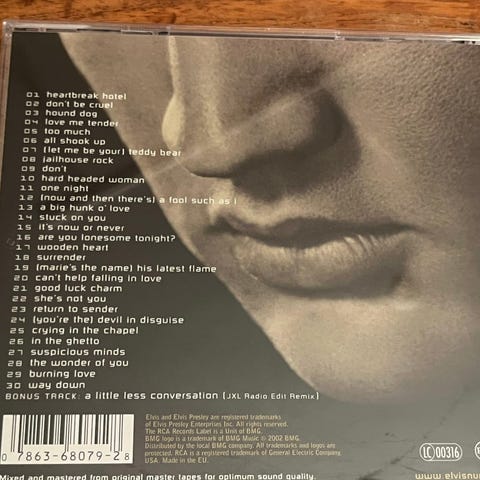 01 heartbreak hotel
02 don't be cruel
03 hound dog
04 love me tender
05 too much
06 all shook up
07 (let me be your) teddy bear
08 jailhouse rock
09 don't
10 hard headed woman
11 one night
12 (now and then there's) a fool such as i
13 a big hunk o' love
14 stuck on you
15 it's now or never
16 are you lonesome tonight?
17 wooden heart
18 surrender
19 (marie's the name) his latest flame
20 can't help falling in love
21 good luck charm
22 she's not you
23 return to sender
24 (you're the) devil in disguise
25 crying in the chapel
26 in the ghetto
27 suspicious minds
28 the wonder of you
29 burning love
30 way down
BONUS TRACK: a little less conversation (JXL Radio Edit Remix)
Elvis and Elvis Presley are registered trademarks
of Elvis Presley Enterprises Inc. All rights reserved.
The RCA Records Label is a Unit of BMG.
BMG logo is a trademark of BMG Music © 2002 BMG.
Distributed by the local BMG company. All trademarks and logos are
protected. RCA is a registered trademark of General Electric Company,
USA. Made in the EU.
0 7863-68079-2 8
LC 00316
Mixed and mastered from original master tapes for optimum sound quality.